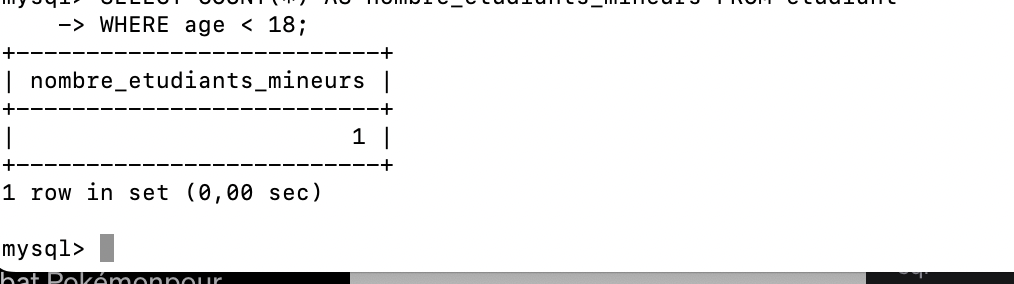 mysql> SELECT COUNT(*) AS nombre_etudiants_mineurs FROM etudiant
    -> WHERE age < 18;
+--------------------------+
| nombre_etudiants_mineurs |
+--------------------------+
|                        1 |
+--------------------------+
1 row in set (0,00 sec)
mysql>
bat Pokémonpour